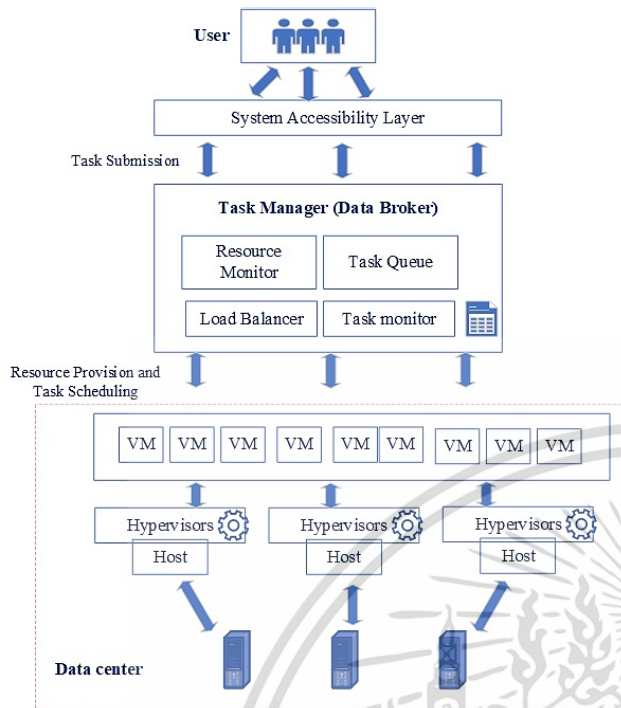 User
System Accessibility Layer
Task Submission
Task Manager (Data Broker)
Resource
Monitor
Task Queue
Load Balancer
Task monitor
Resource Provision and
Task Scheduling
VM VM VM VM VM VM VM VM VM
Hypervisors Hypervisors Hypervisors
Host Host Host
Data center